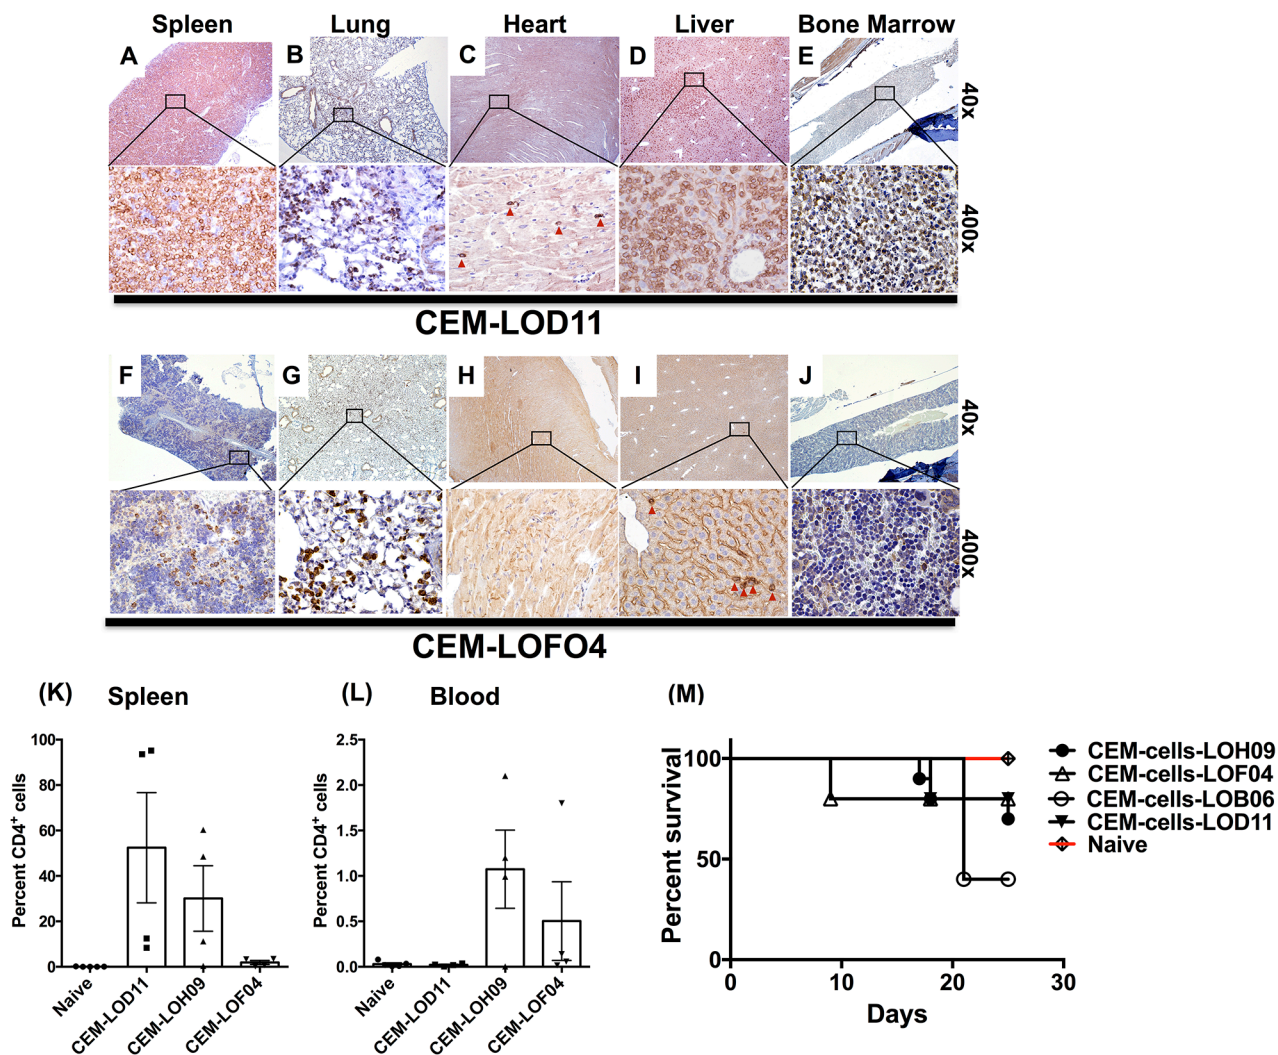 Spleen Lung Heart Liver Bone Marrow
A B C D E
40x
400x
CEM-LOD11
F G H I J
40x
400x
CEM-LOFO4
(K) Spleen
Percent CD4+ cells
100
80
60
40
20
0
Naive
CEM-LOD11
CEM-LOH09
CEM-LOF04
(L) Blood
Percent CD4+ cells
2.5
2.0
1.5
1.0
0.5
0.0
Naive
CEM-LOD11
CEM-LOH09
CEM-LOF04
(M)
Percent survival
100
50
0
0 10 20 30
Days
CEM-cells-LOH09
CEM-cells-LOF04
CEM-cells-LOB06
CEM-cells-LOD11
Naive